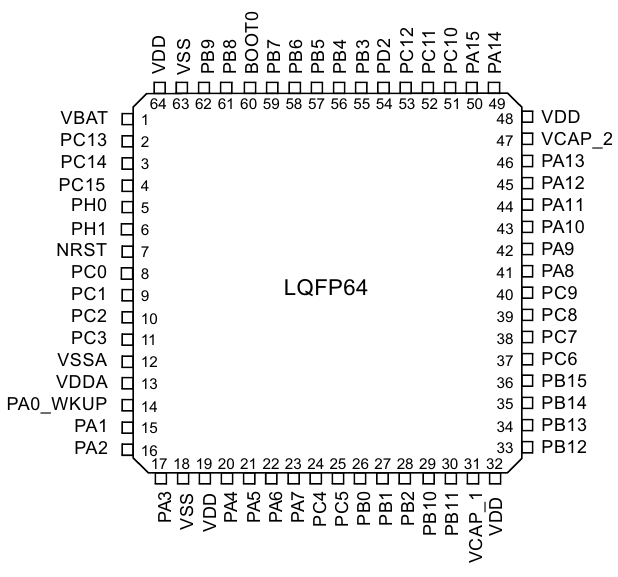 VDD VSS PB9 PB8 BOOT0 PB7 PB6 PB5 PB4 PB3 PD2 PC12 PC11 PC10 PA15 PA14
64 63 62 61 60 59 58 57 56 55 54 53 52 51 50 49
VBAT 1 48 VDD
PC13 2 47 VCAP_2
PC14 3 46 PA13
PC15 4 45 PA12
PH0 5 44 PA11
PH1 6 43 PA10
NRST 7 42 PA9
PC0 8 41 PA8
PC1 9 40 PC9
LQFP64
PC2 10 39 PC8
PC3 11 38 PC7
VSSA 12 37 PC6
VDDA 13 36 PB15
PA0_WKUP 14 35 PB14
PA1 15 34 PB13
PA2 16 33 PB12
17 18 19 20 21 22 23 24 25 26 27 28 29 30 31 32
PA3 VSS VDD PA4 PA5 PA6 PA7 PC4 PC5 PB0 PB1 PB2 PB10 PB11 VCAP_1 VDD